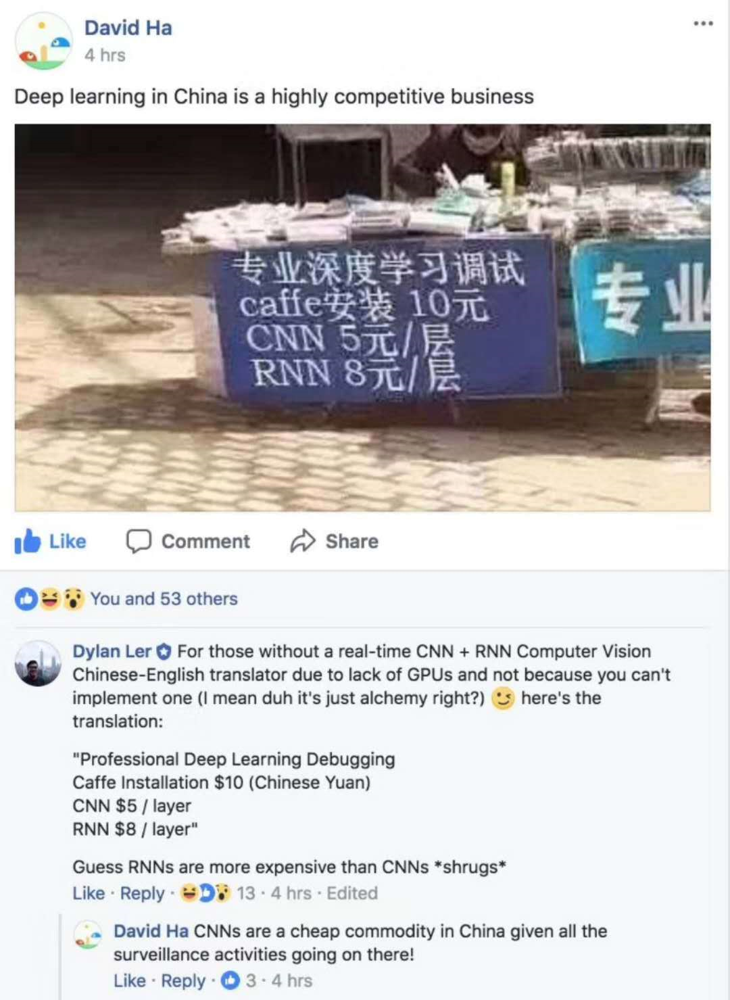 David Ha
4 hrs
Deep learning in China is a highly competitive business
专业深度学习调试
caffe安装 10元
CNN 5元/层
RNN 8元/层
专业
Like Comment Share
You and 53 others
Dylan Ler For those without a real-time CNN + RNN Computer Vision
Chinese-English translator due to lack of GPUs and not because you can't
implement one (I mean duh it's just alchemy right?) 😉 here's the
translation:
"Professional Deep Learning Debugging
Caffe Installation $10 (Chinese Yuan)
CNN $5 / layer
RNN $8 / layer"
Guess RNNs are more expensive than CNNs *shrugs*
Like · Reply · 13 · 4 hrs · Edited
David Ha CNNs are a cheap commodity in China given all the
surveillance activities going on there!
Like · Reply · 3 · 4 hrs